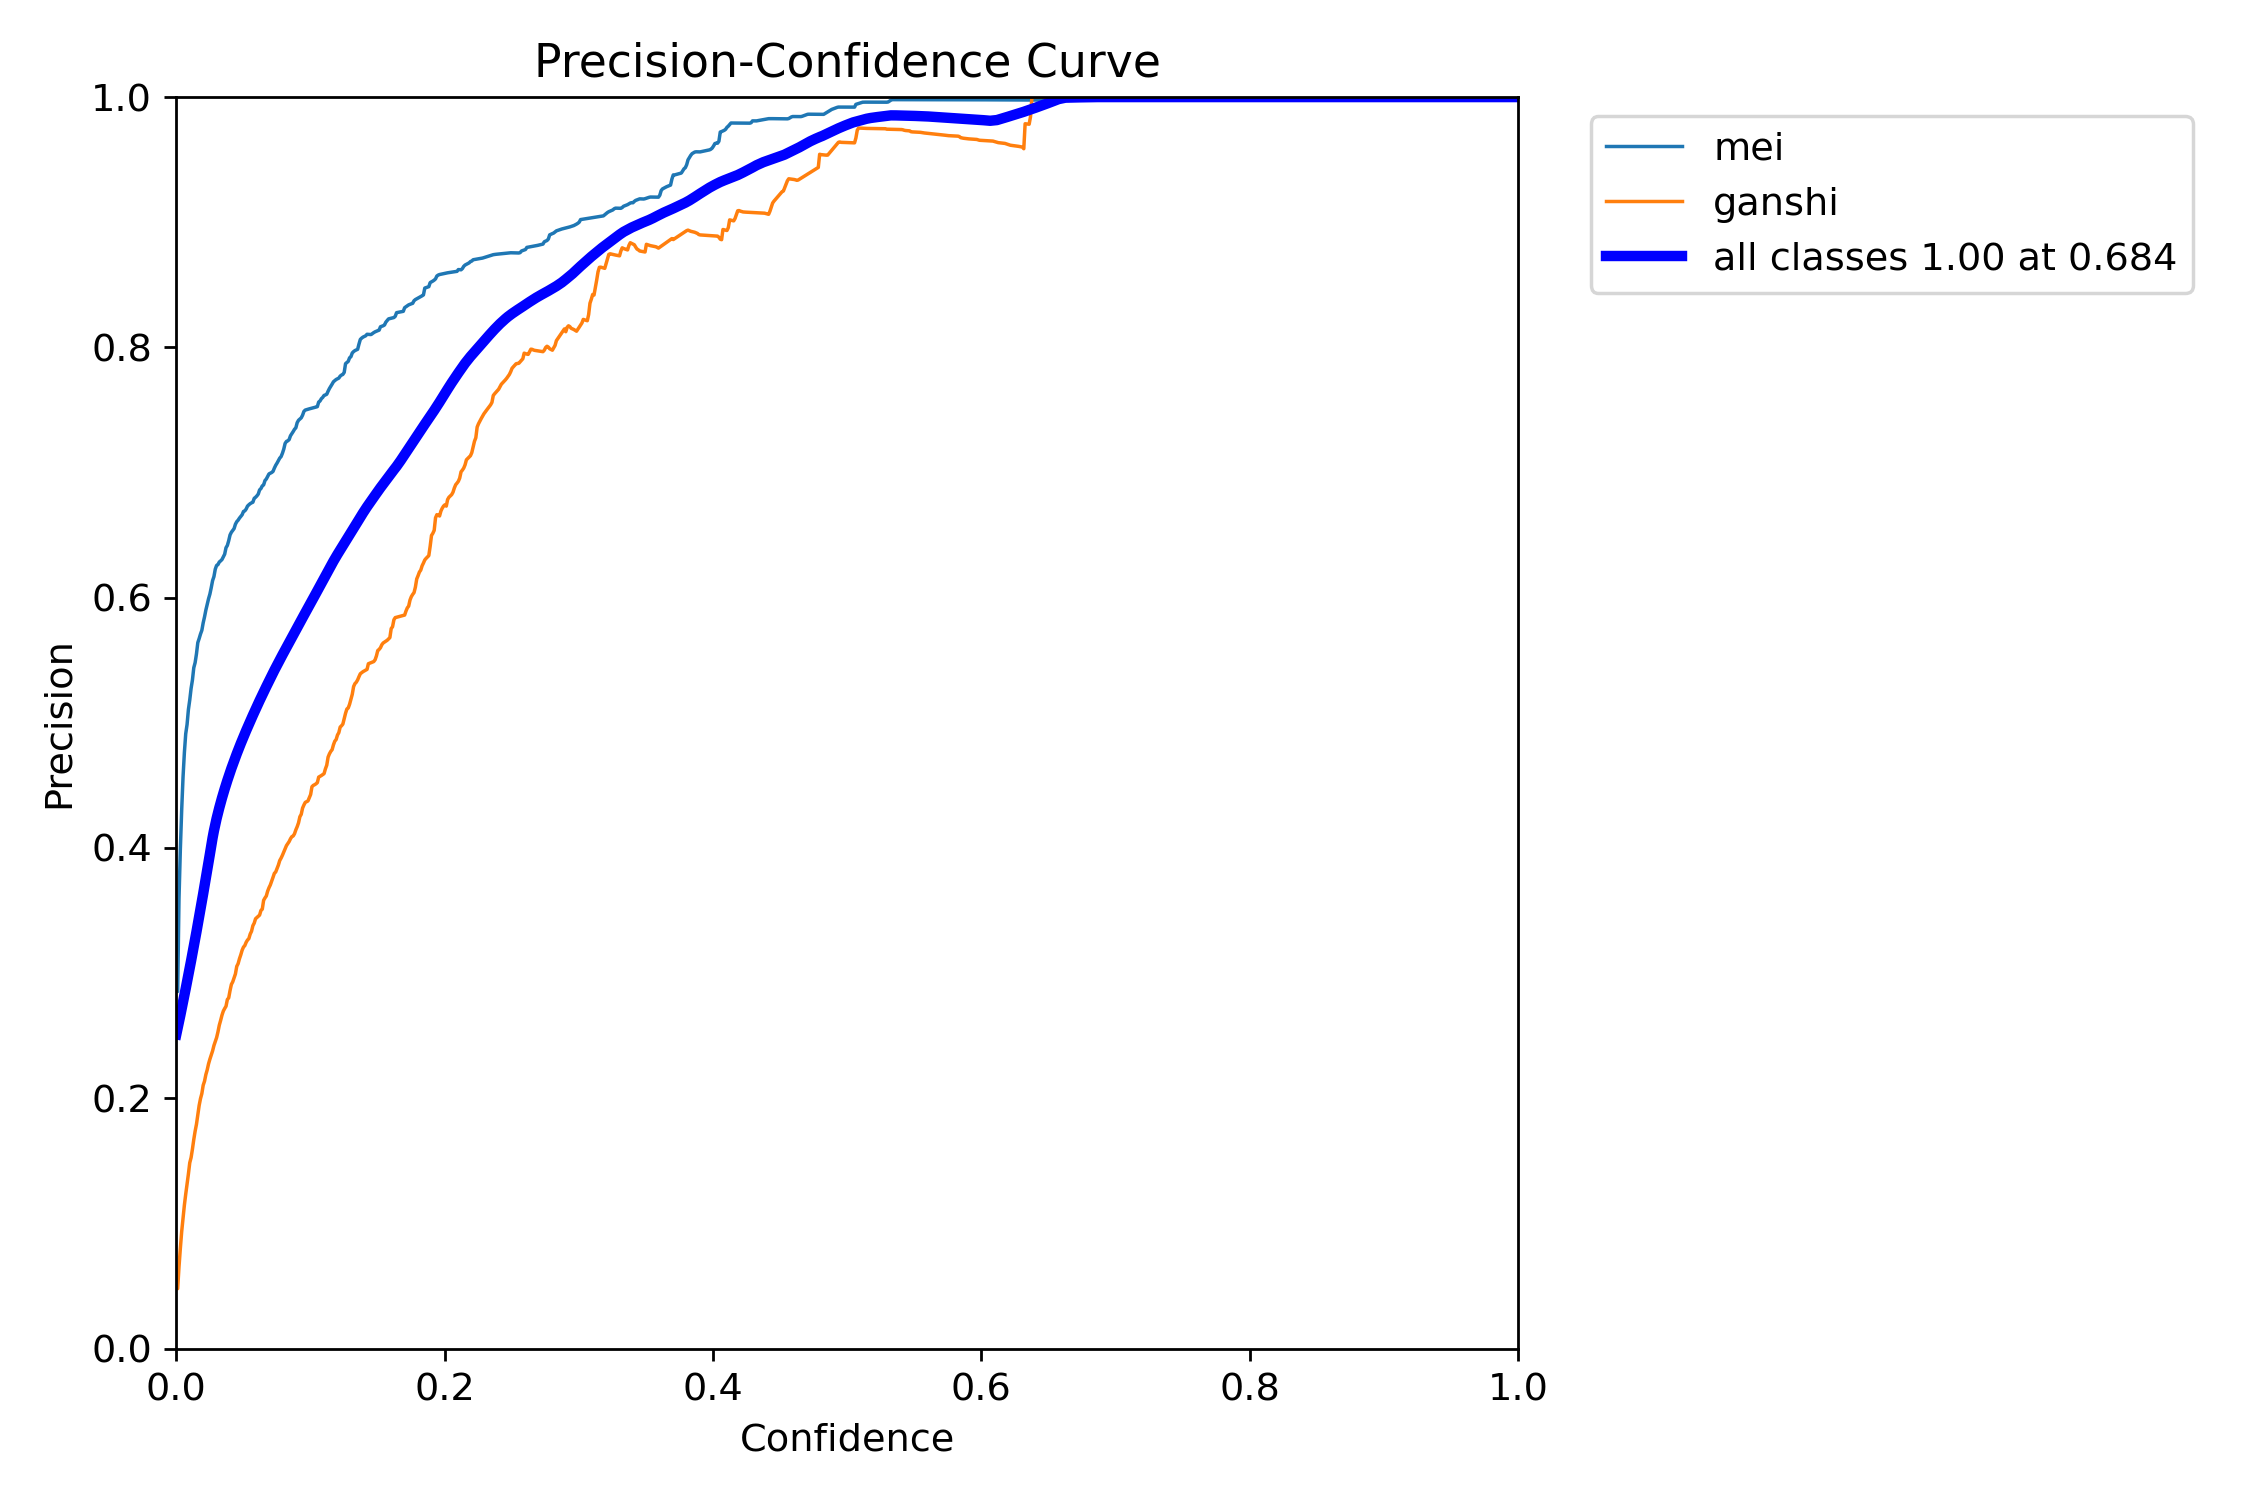 Precision-Confidence Curve
1.0
0.8
0.6
0.4
0.2
0.0
Precision
0.0 0.2 0.4 0.6 0.8 1.0
Confidence
mei
ganshi
all classes 1.00 at 0.684